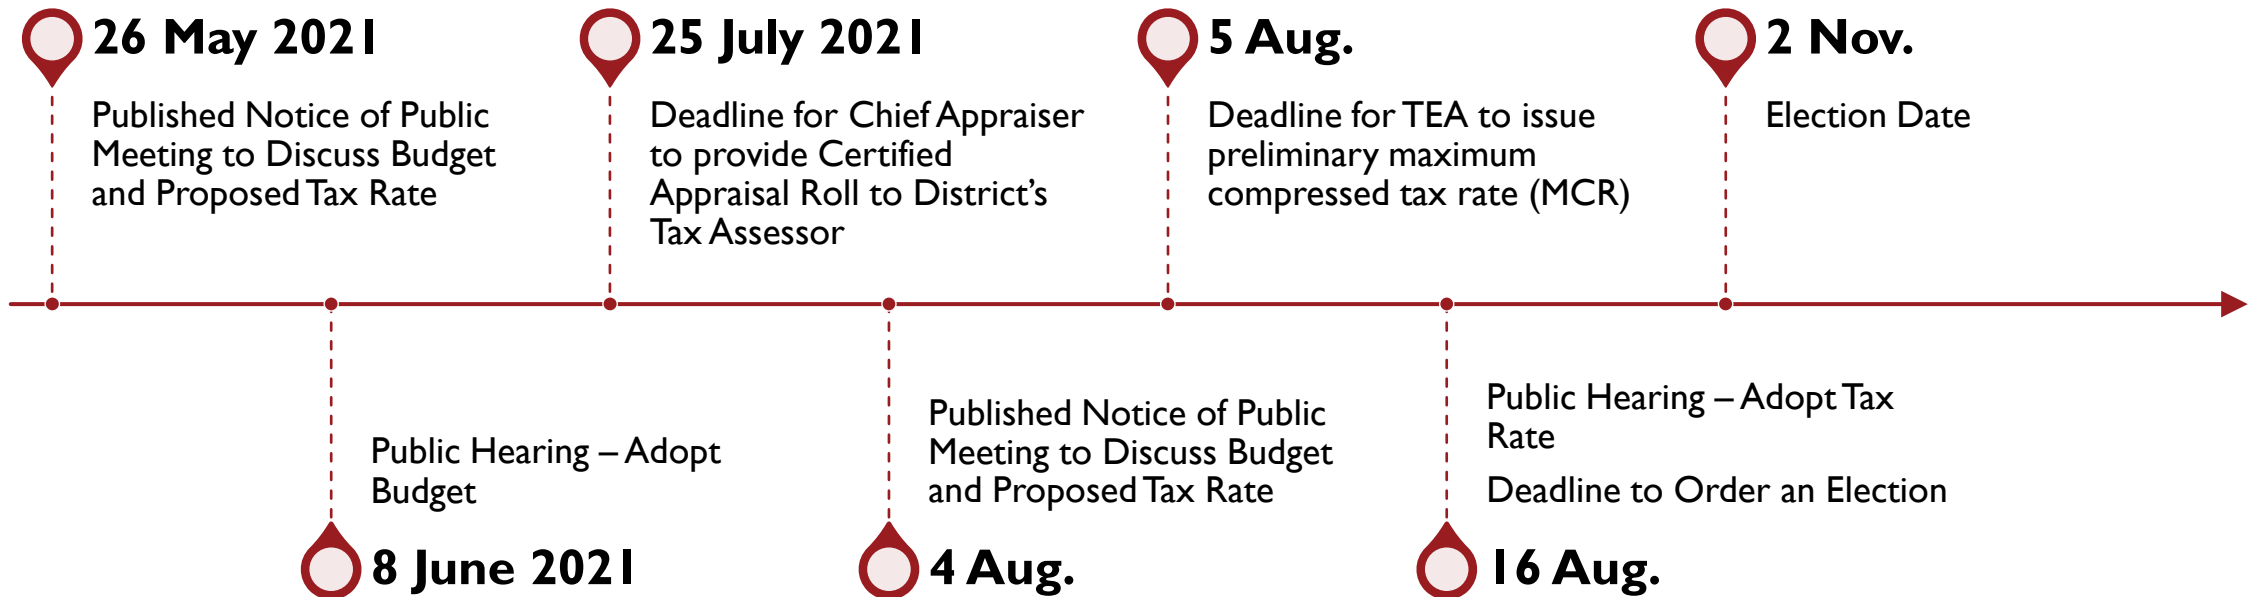 26 May 2021
Published Notice of Public
Meeting to Discuss Budget
and Proposed Tax Rate
8 June 2021
Public Hearing – Adopt
Budget
25 July 2021
Deadline for Chief Appraiser
to provide Certified
Appraisal Roll to District’s
Tax Assessor
4 Aug.
Published Notice of Public
Meeting to Discuss Budget
and Proposed Tax Rate
5 Aug.
Deadline for TEA to issue
preliminary maximum
compressed tax rate (MCR)
16 Aug.
Public Hearing – Adopt Tax
Rate
Deadline to Order an Election
2 Nov.
Election Date